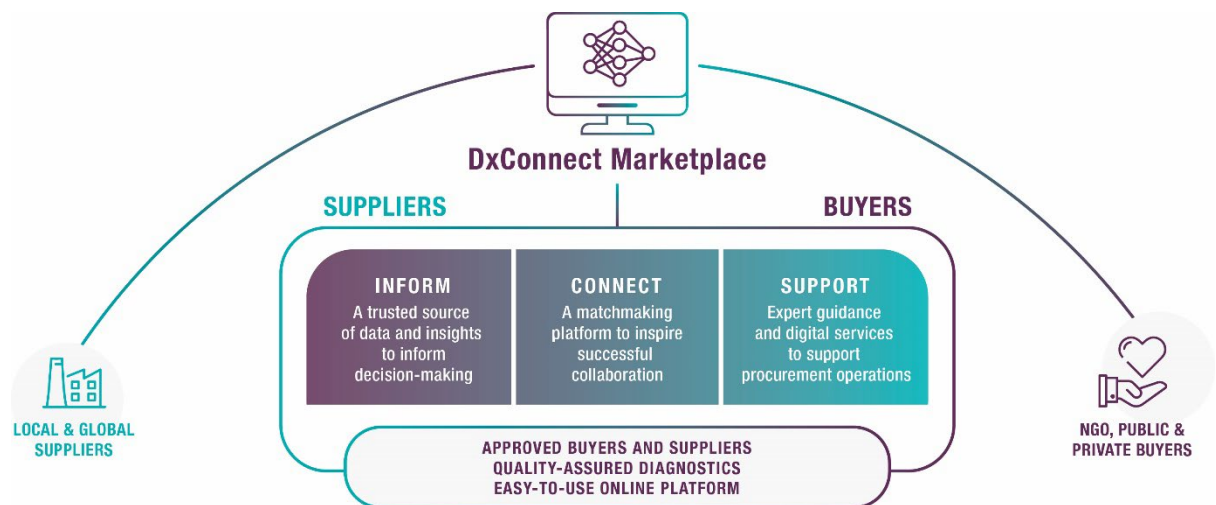 DxConnect Marketplace
SUPPLIERS
BUYERS
INFORM
A trusted source
of data and insights
to inform
decision-making
CONNECT
A matchmaking
platform to inspire
successful
collaboration
SUPPORT
Expert guidance
and digital services
to support
procurement operations
LOCAL & GLOBAL
SUPPLIERS
NGO, PUBLIC &
PRIVATE BUYERS
APPROVED BUYERS AND SUPPLIERS
QUALITY-ASSURED DIAGNOSTICS
EASY-TO-USE ONLINE PLATFORM